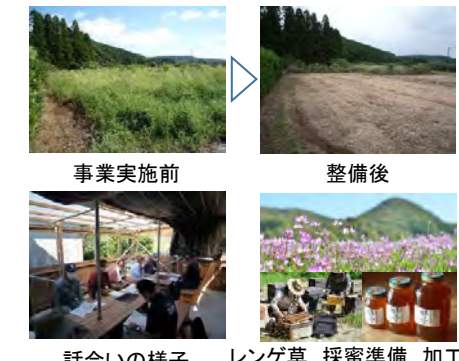 事業実施前
整備後
話合いの様子
レンゲ草、採蜜準備、加工